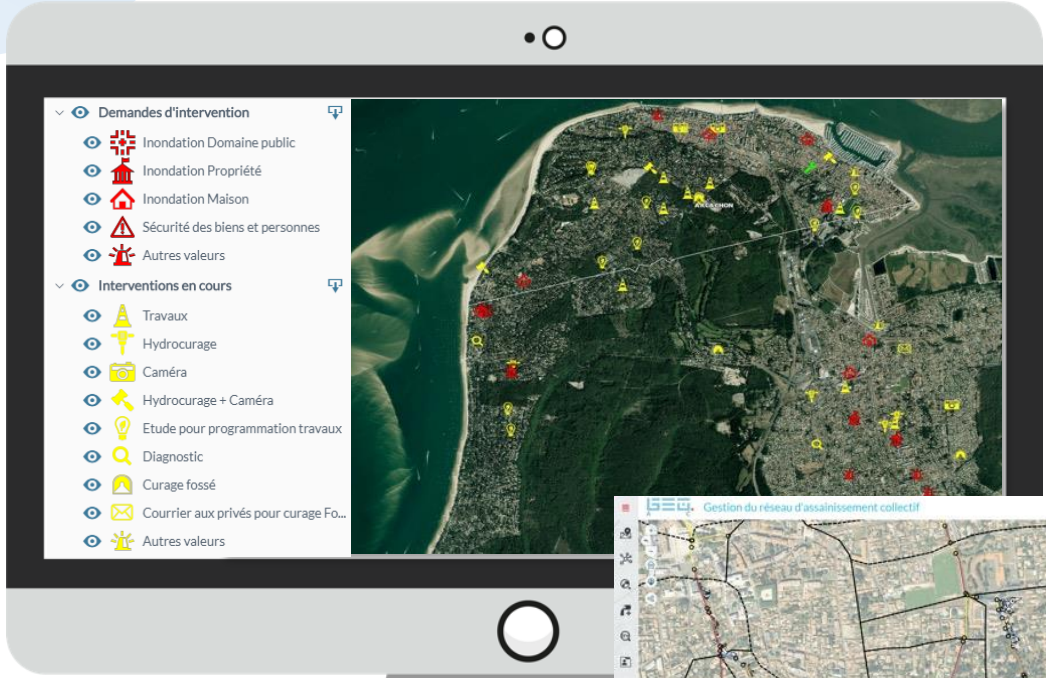 Demandes d'intervention
Inondation Domaine public
Inondation Propriété
Inondation Maison
Sécurité des biens et personnes
Autres valeurs
Interventions en cours
Travaux
Hydrocurage
Caméra
Hydrocurage + Caméra
Etude pour programmation travaux
Diagnostic
Curage fossé
Courrier aux privés pour curage Fo...
Autres valeurs
ARCACHON
Gestion du réseau d'assainissement collectif